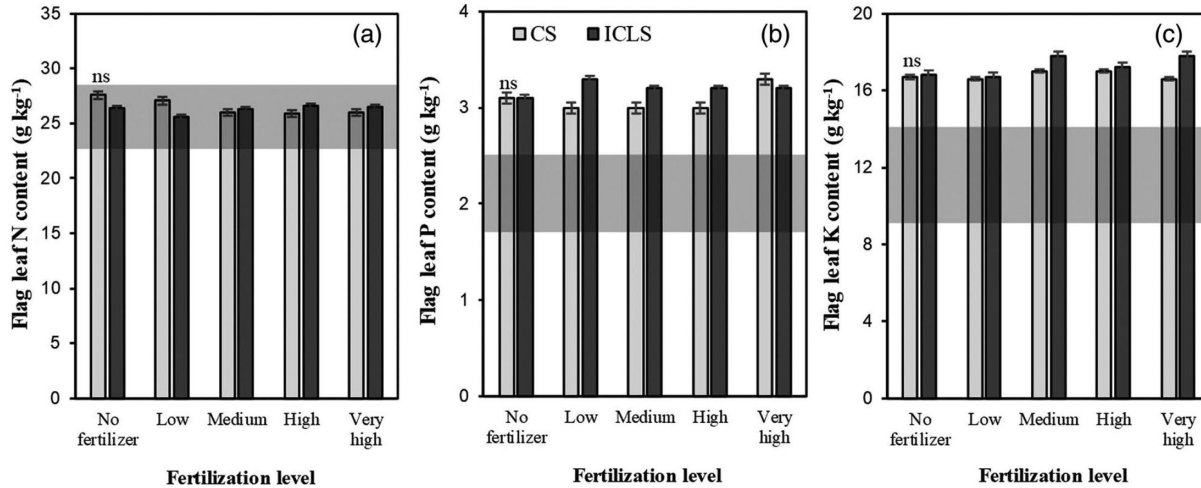 (a)
Flag leaf N content (g kg⁻¹)
35
30
25
20
15
10
5
0
ns
No fertilizer
Low
Medium
High
Very high
Fertilization level
(b)
CS
ICLS
Flag leaf P content (g kg⁻¹)
4
3
2
1
0
ns
No fertilizer
Low
Medium
High
Very high
Fertilization level
(c)
Flag leaf K content (g kg⁻¹)
20
16
12
8
4
0
ns
No fertilizer
Low
Medium
High
Very high
Fertilization level